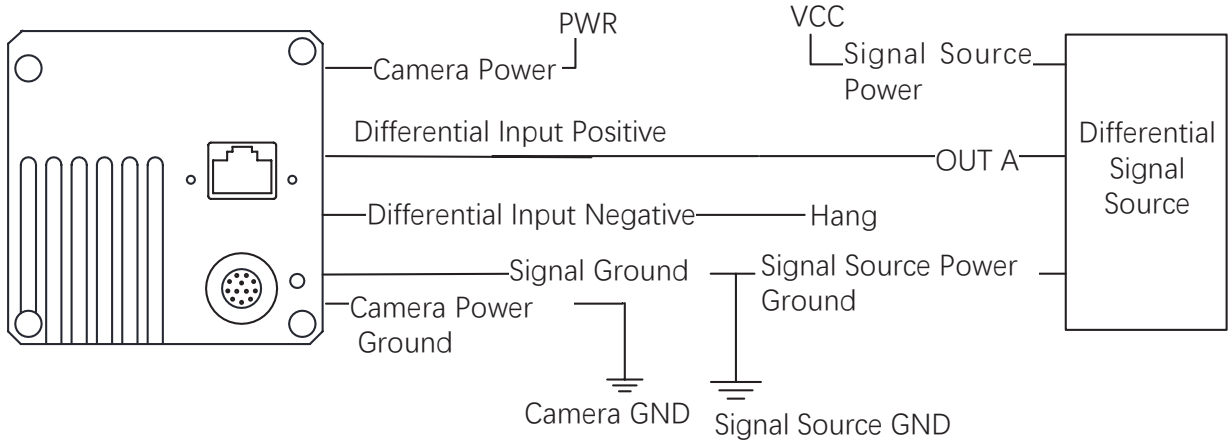 PWR
VCC
Camera Power
Signal Source
Power
Differential Input Positive
OUT A
Differential
Signal
Source
Differential Input Negative
Hang
Signal Ground
Signal Source Power
Ground
Camera Power
Ground
Camera GND
Signal Source GND